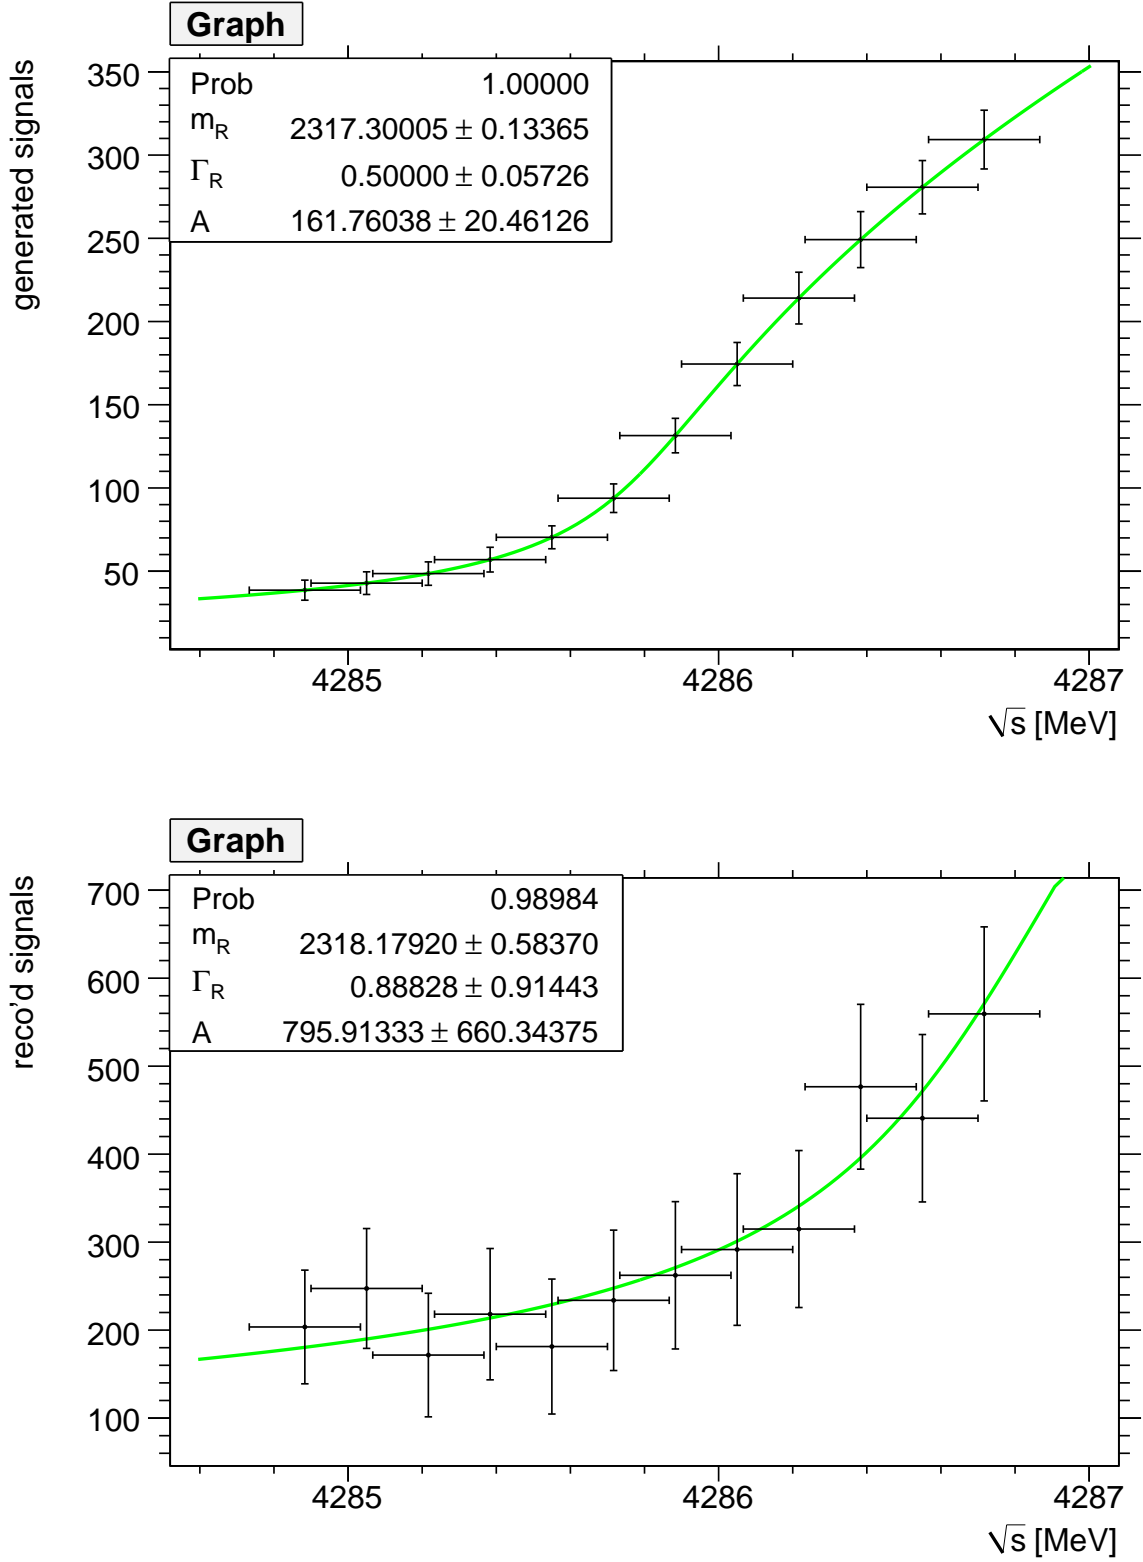 Graph
Prob 1.00000
m_R 2317.30005 ± 0.13365
Γ_R 0.50000 ± 0.05726
A 161.76038 ± 20.46126
generated signals
350
300
250
200
150
100
50
4285 4286 4287
√s [MeV]
Graph
Prob 0.98984
m_R 2318.17920 ± 0.58370
Γ_R 0.88828 ± 0.91443
A 795.91333 ± 660.34375
reco'd signals
700
600
500
400
300
200
100
4285 4286 4287
√s [MeV]